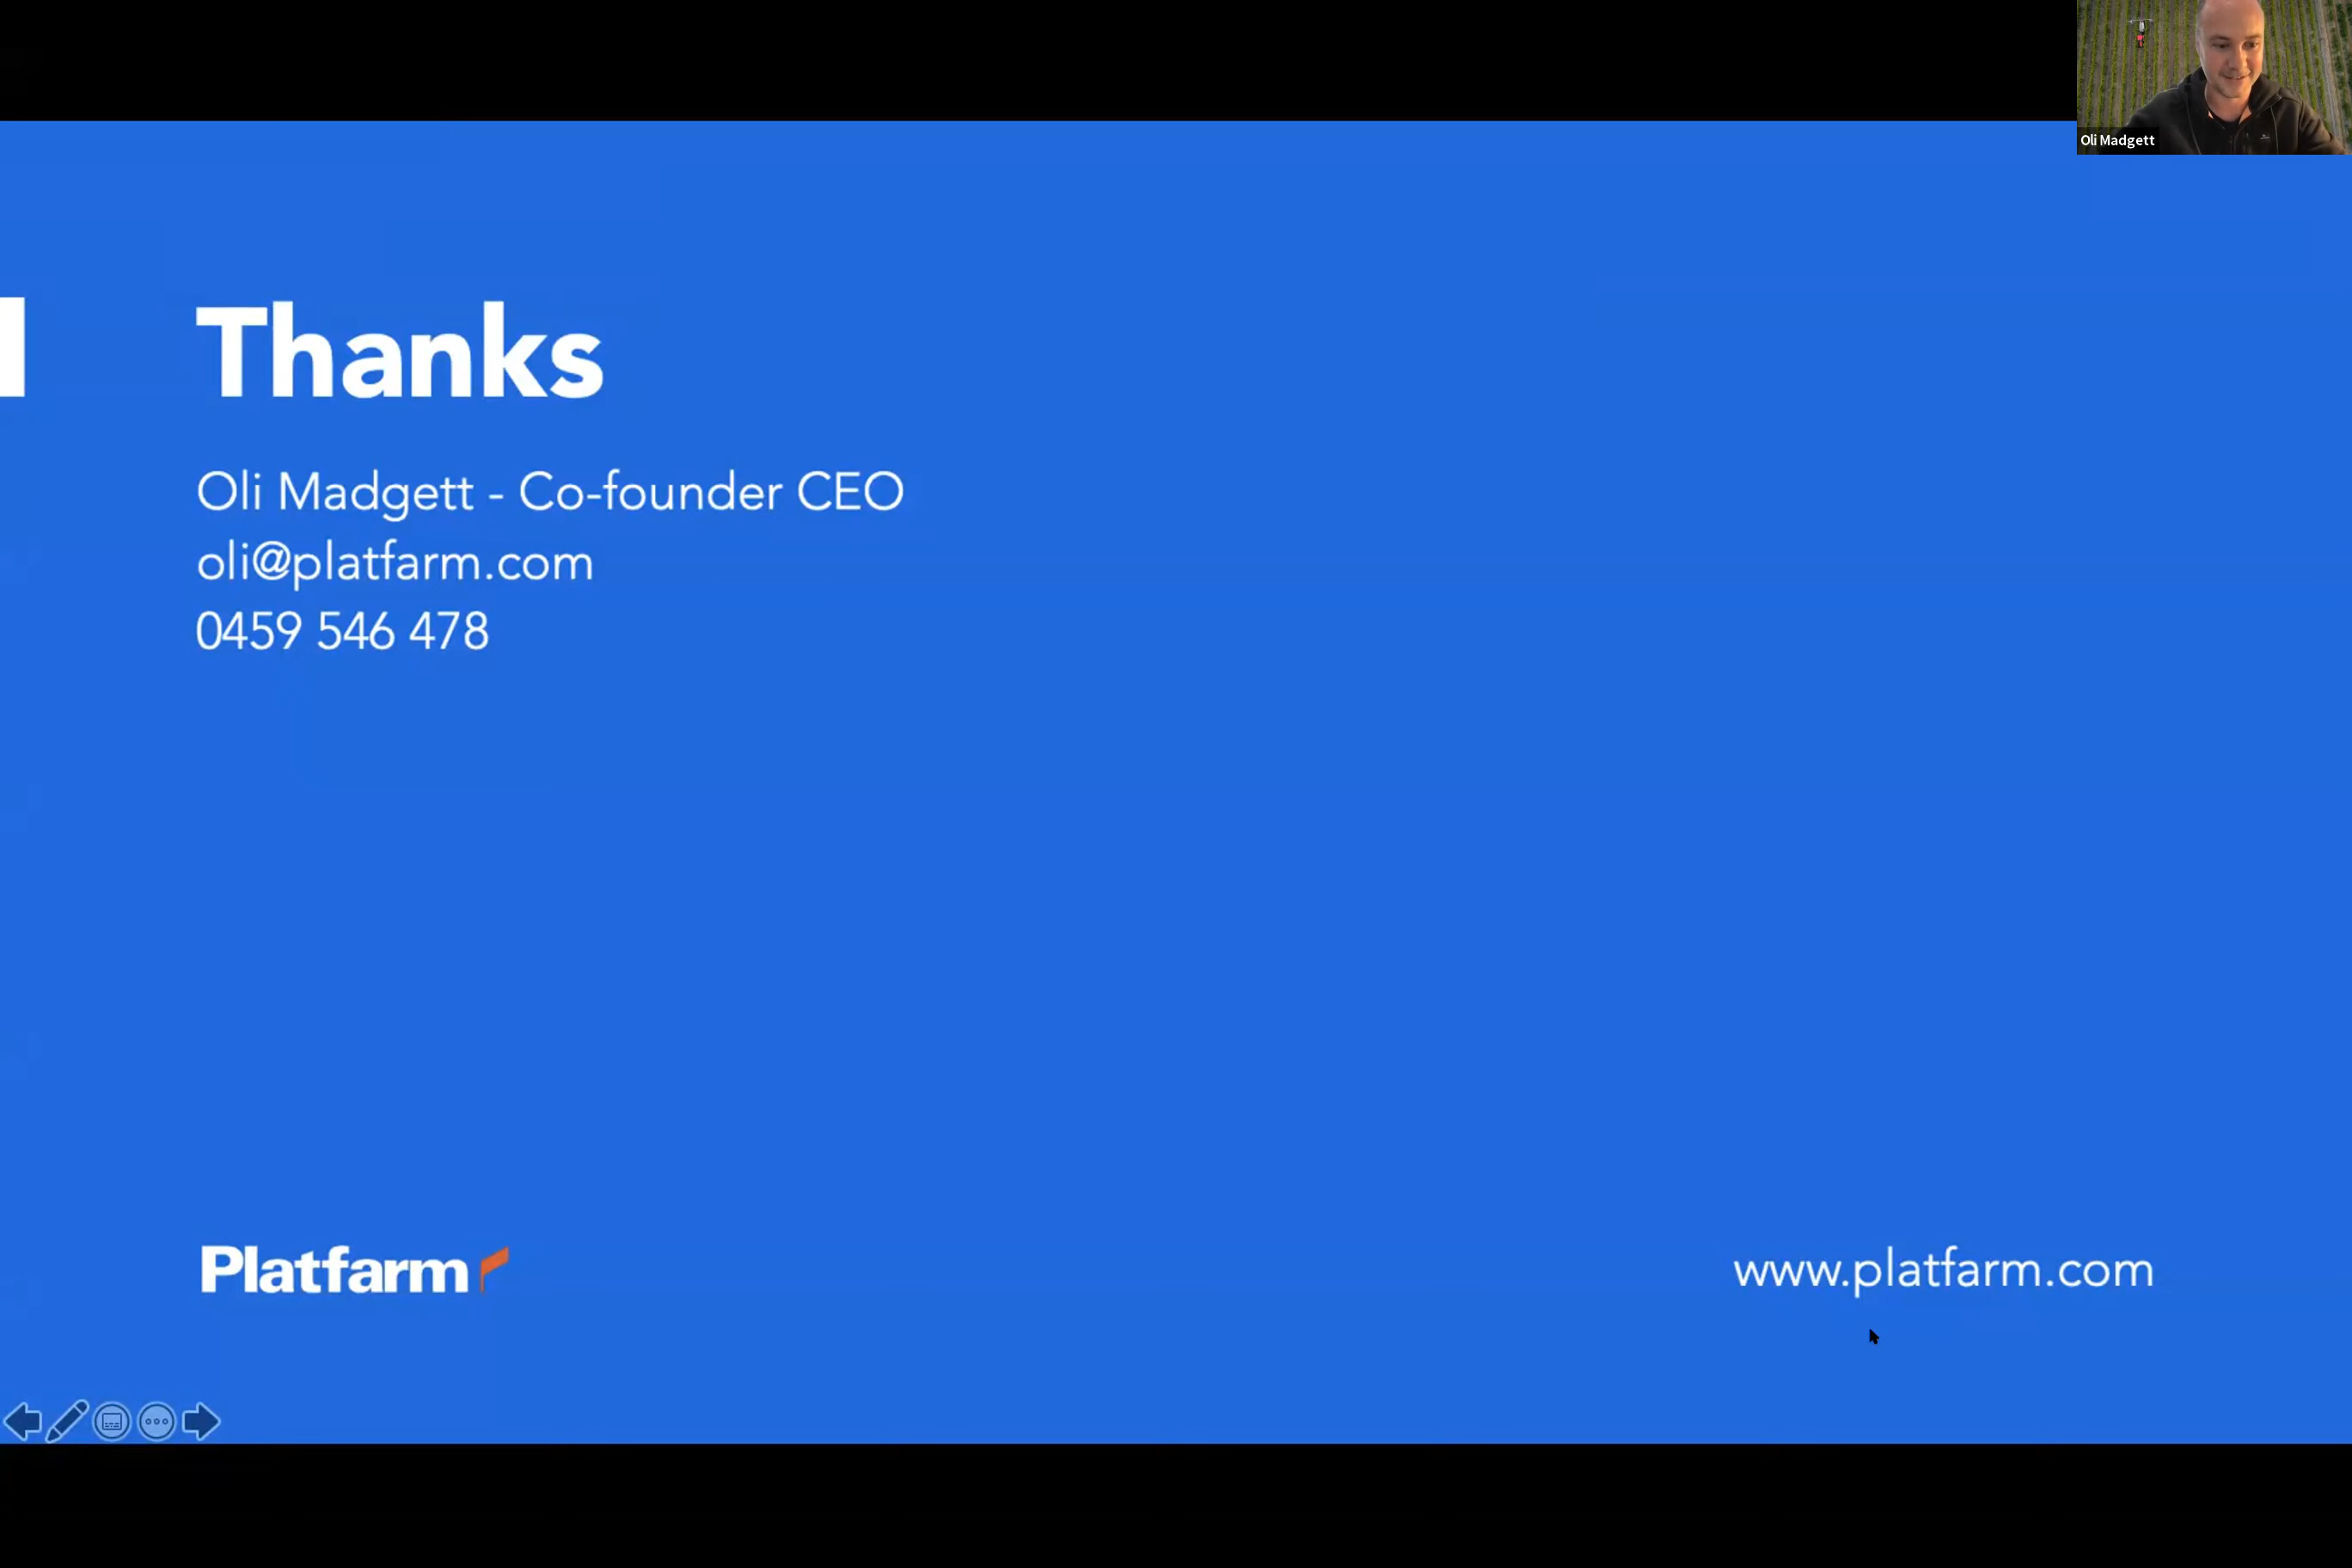 Oli Madgett
Thanks
Oli Madgett - Co-founder CEO
oli@platfarm.com
0459 546 478
Platfarm
www.platfarm.com